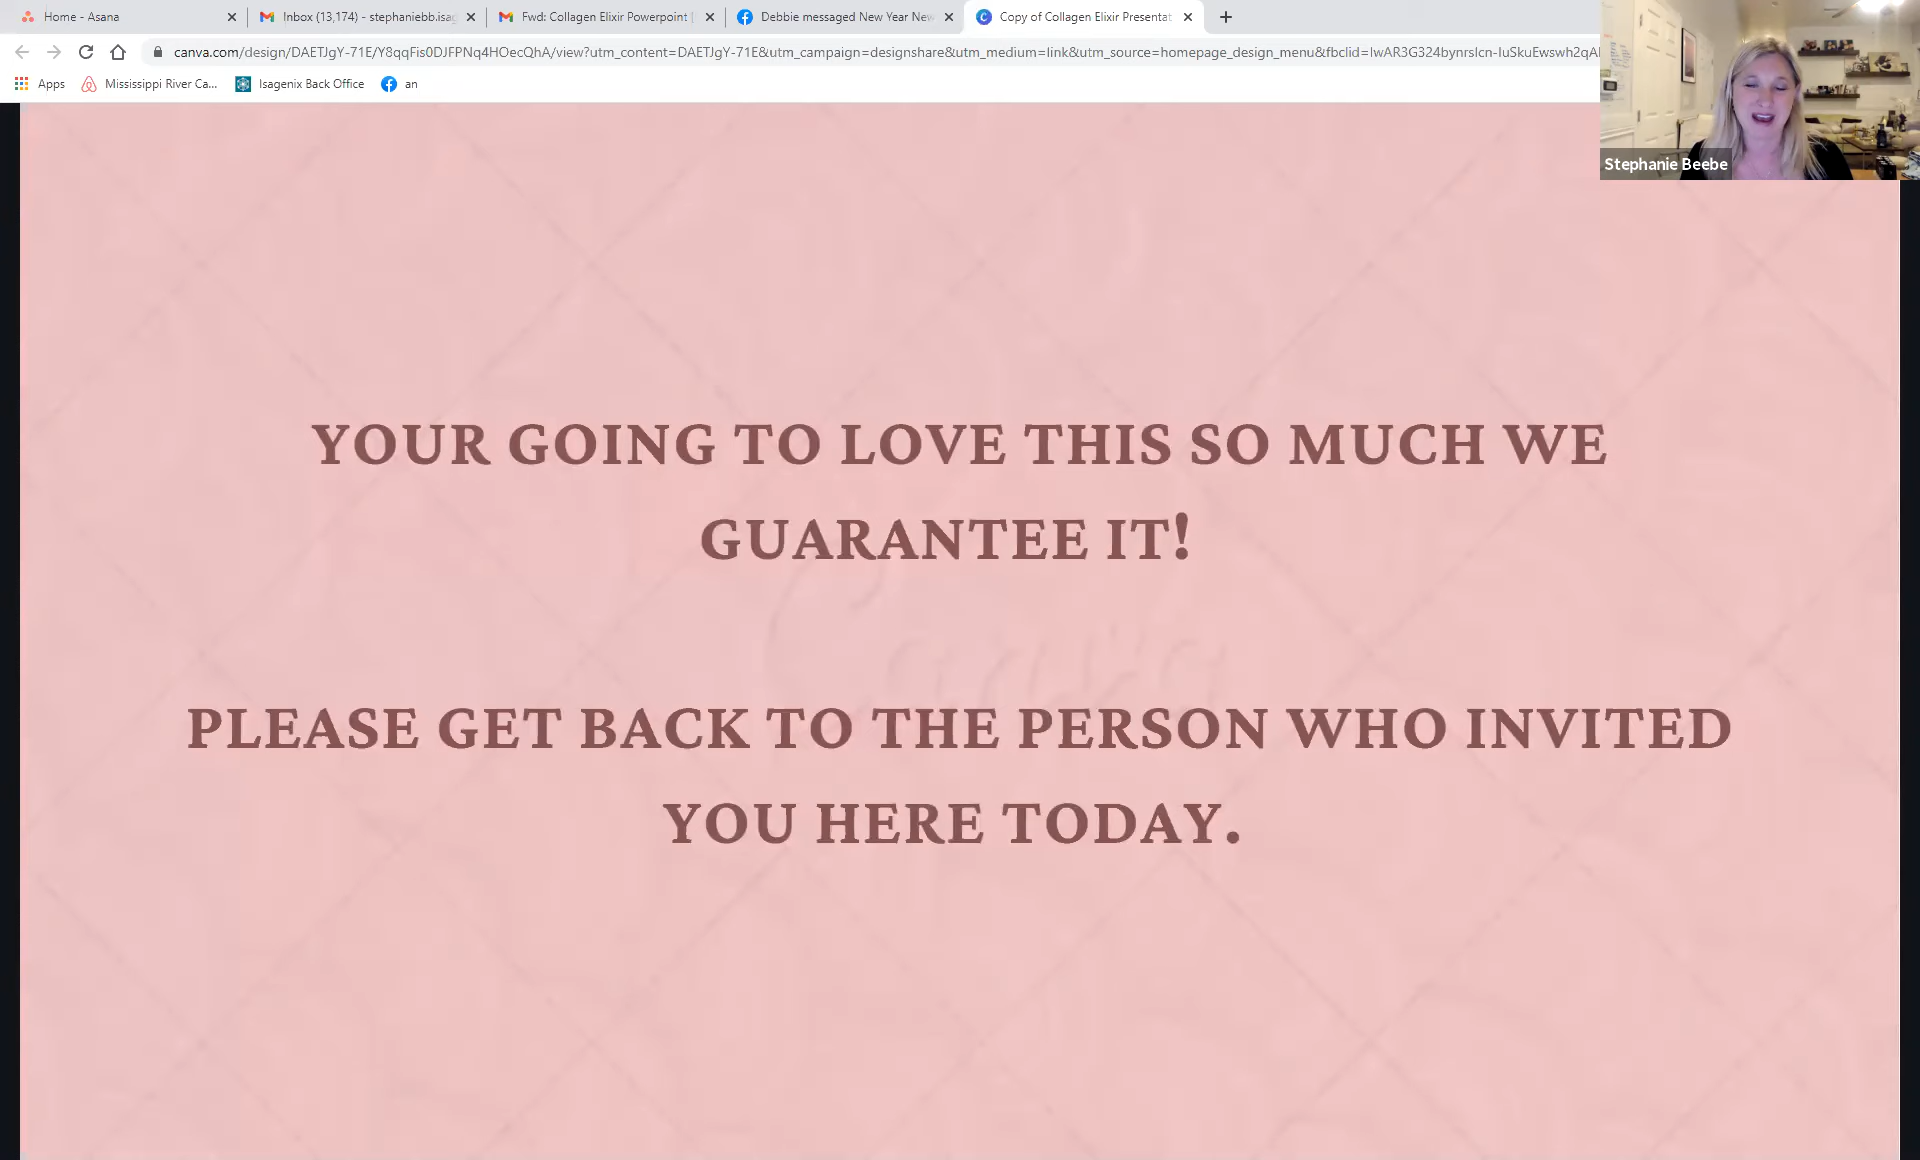 Home - Asana
Inbox (13,174) - stephaniebb.isag
Fwd: Collagen Elixir Powerpoint
Debbie messaged New Year New
Copy of Collagen Elixir Presentat
canva.com/design/DAETJgY-71E/Y8qqFis0DJFPNq4HOecQhA/view?utm_content=DAETJgY-71E&utm_campaign=designshare&utm_medium=link&utm_source=homepage_design_menu&fbclid=IwAR3G324bynrslcn-IuSkuEwswh2qAl
Apps
Mississippi River Ca...
Isagenix Back Office
an
Stephanie Beebe
YOUR GOING TO LOVE THIS SO MUCH WE
GUARANTEE IT!
PLEASE GET BACK TO THE PERSON WHO INVITED
YOU HERE TODAY.